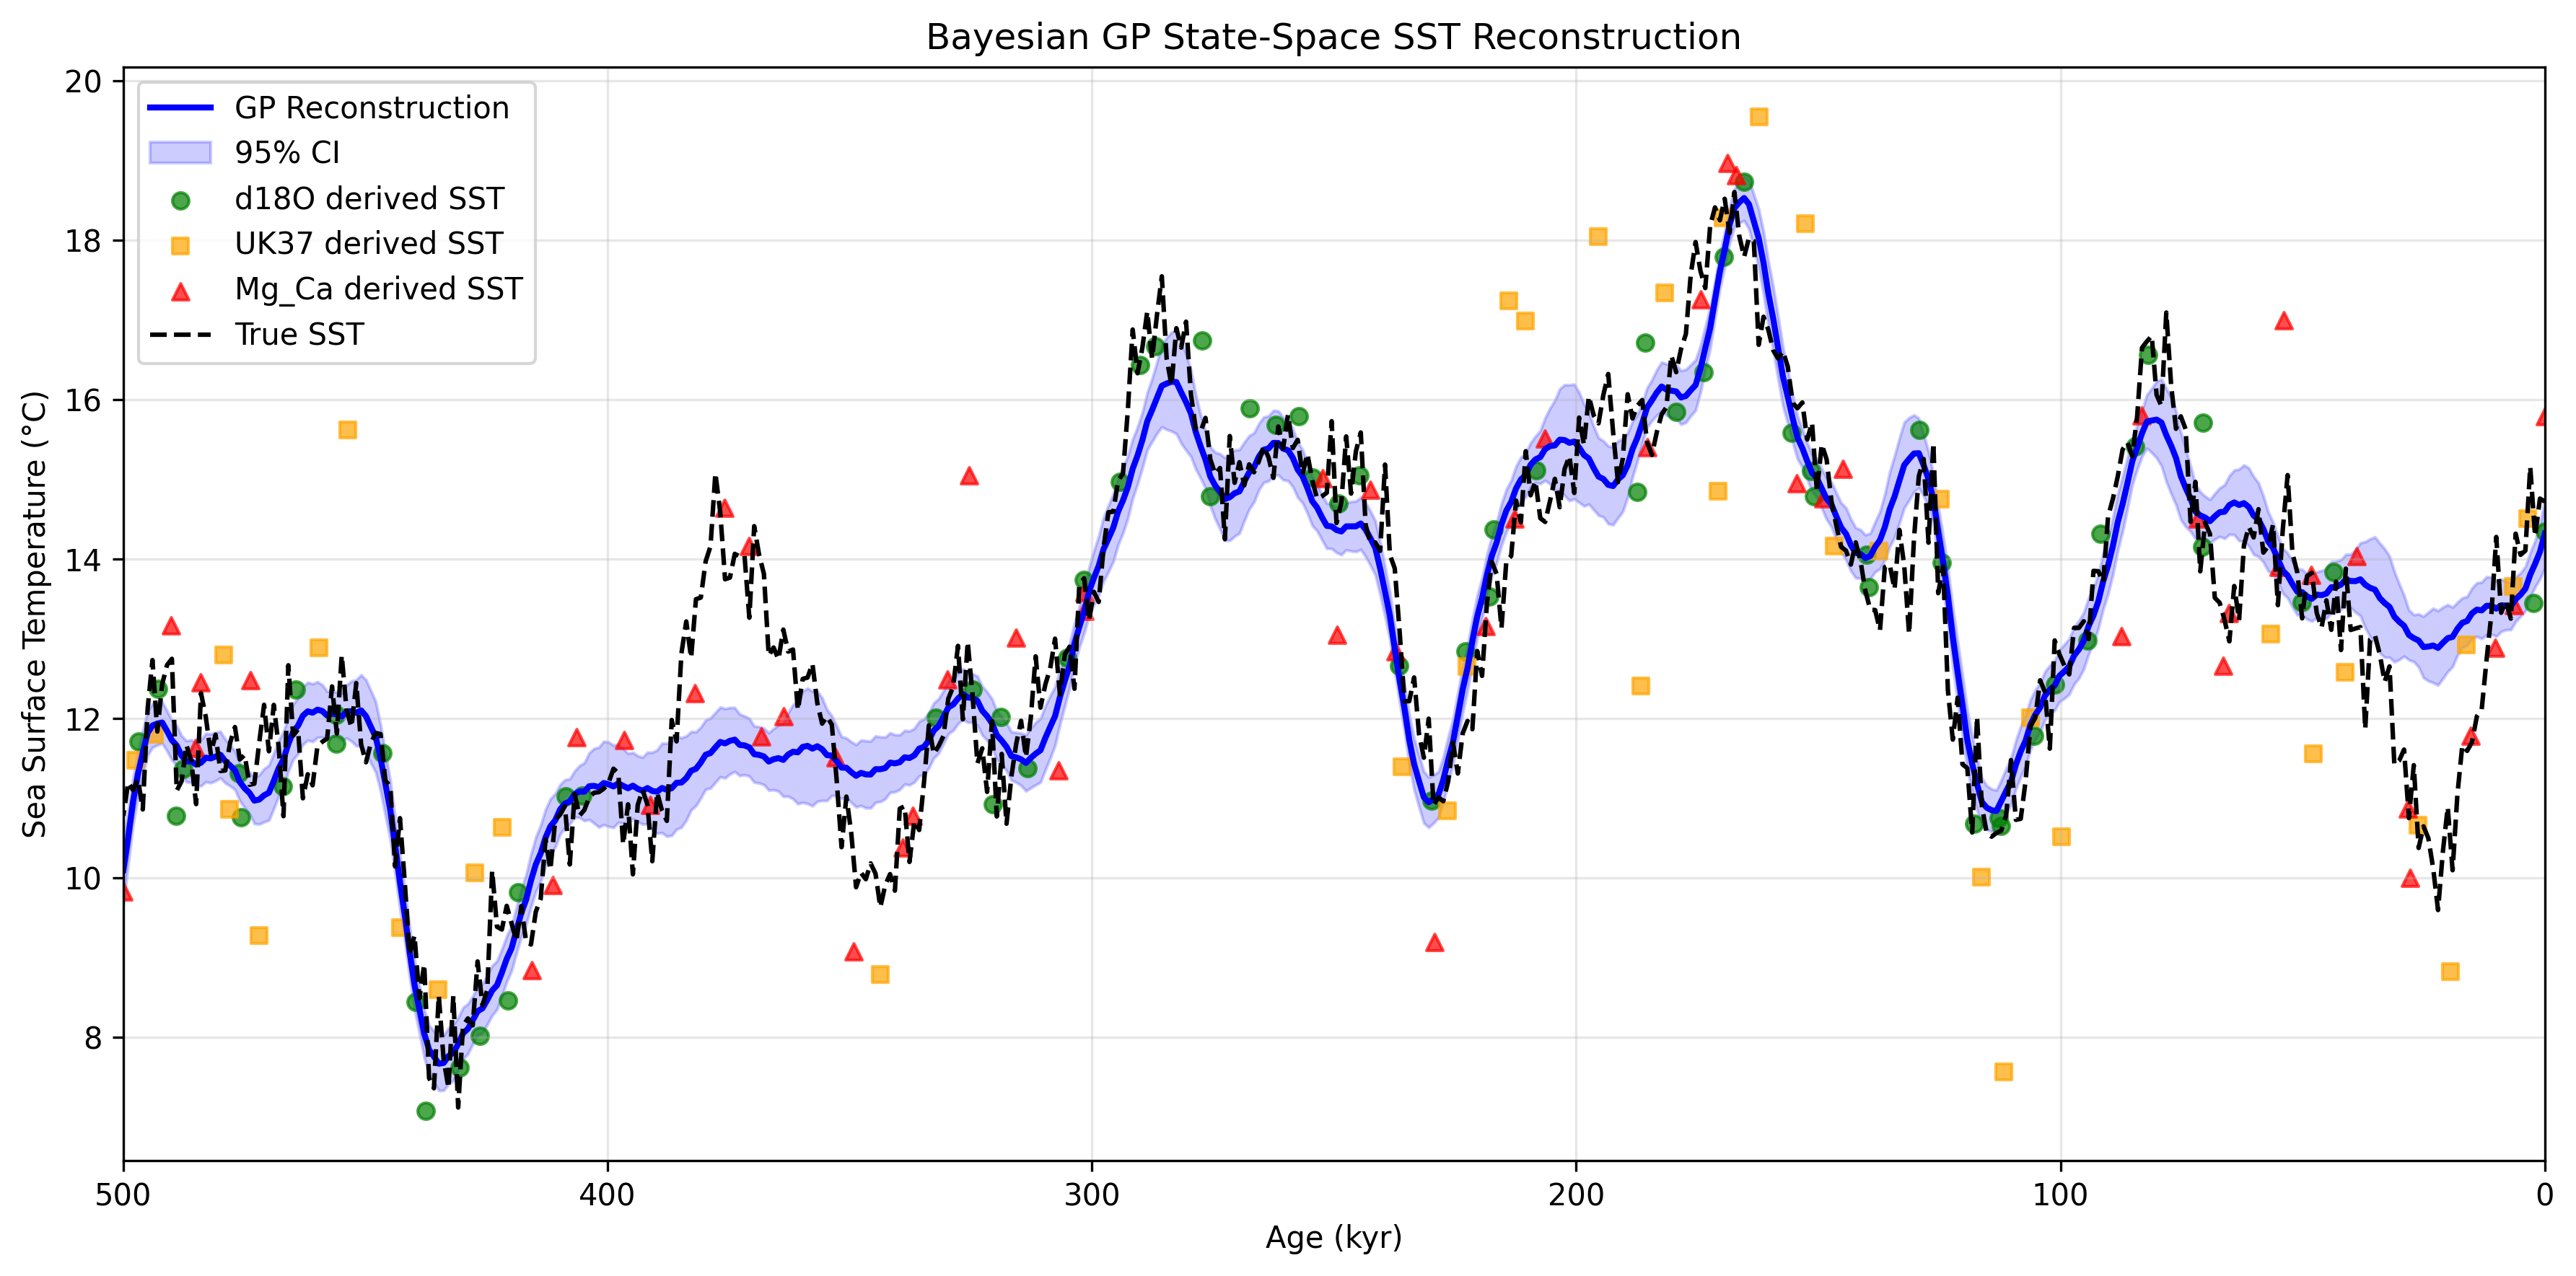 Bayesian GP State-Space SST Reconstruction
20
18
16
14
12
10
8
Sea Surface Temperature (°C)
GP Reconstruction
95% CI
d18O derived SST
UK37 derived SST
Mg_Ca derived SST
True SST
500 400 300 200 100 0
Age (kyr)